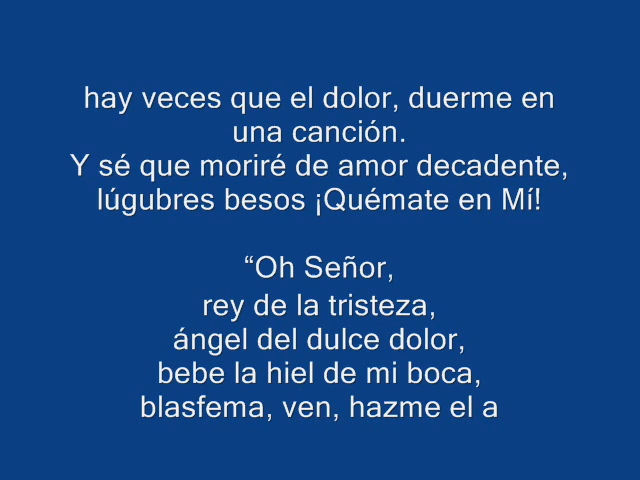 hay veces que el dolor, duerme en
una canción.
Y sé que moriré de amor decadente,
lúgubres besos ¡Quémate en Mí!
“Oh Señor,
rey de la tristeza,
ángel del dulce dolor,
bebe la hiel de mi boca,
blasfema, ven, hazme el a